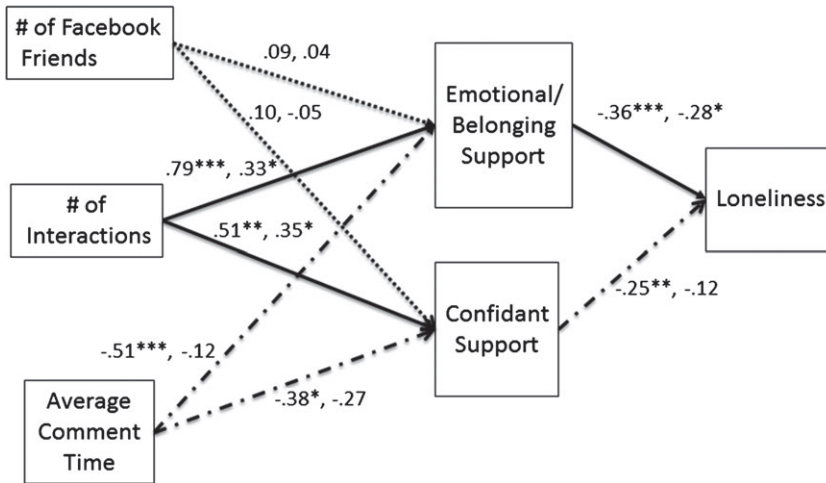 # of Facebook
Friends
.09, .04
.10, -.05
Emotional/
Belonging
Support
-.36***, -.28*
.79***, .33*
# of
Interactions
.51**, .35*
Loneliness
-.25**, -.12
Confidant
Support
-.51***, -.12
-.38*, -.27
Average
Comment
Time